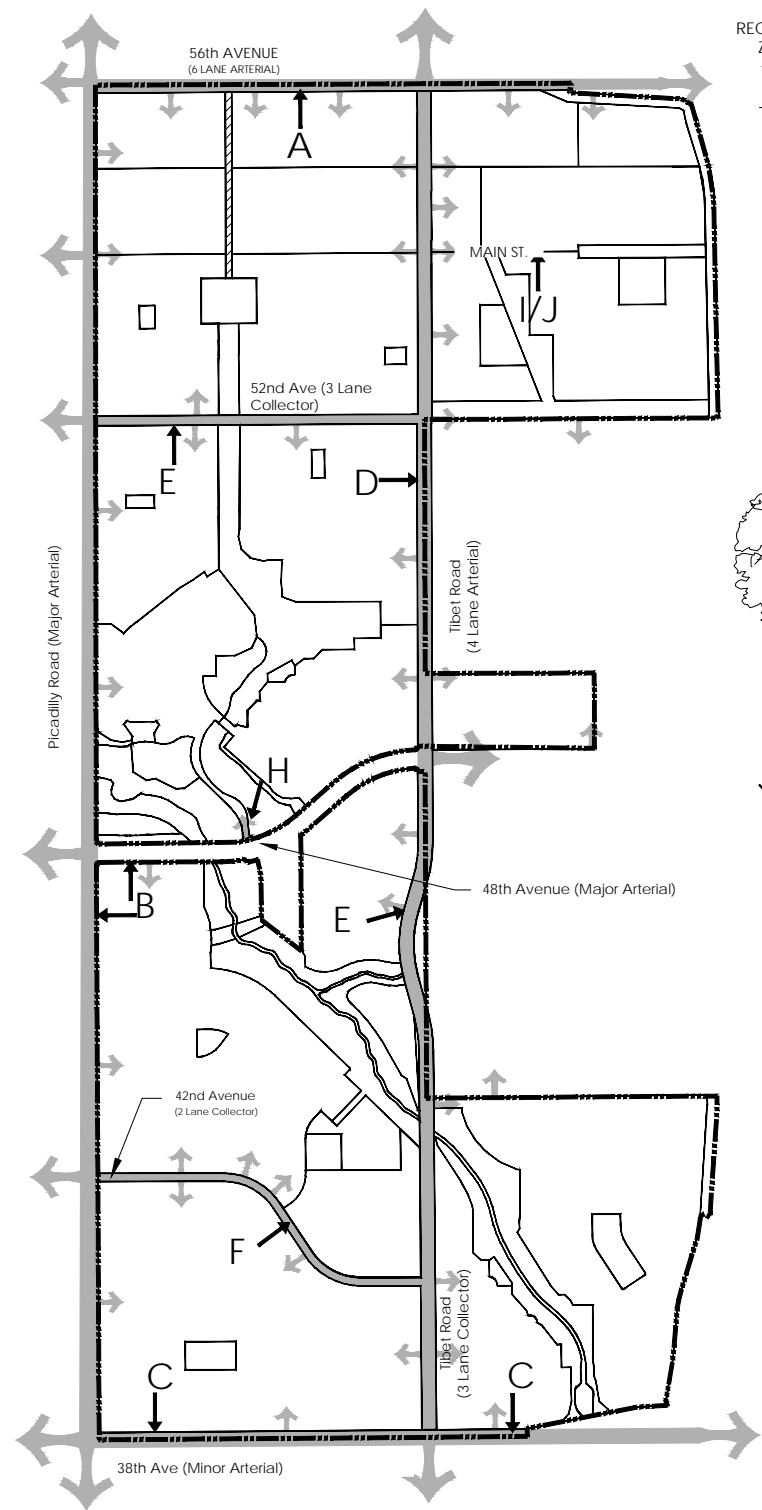 REC
Z
56th AVENUE
(6 LANE ARTERIAL)
A
MAIN ST.
I/J
52nd Ave (3 Lane
Collector)
E
D
Picadilly Road (Major Arterial)
Tibet Road
(4 Lane Arterial)
H
48th Avenue (Major Arterial)
B
E
42nd Avenue
(2 Lane Collector)
F
Tibet Road
(3 Lane Collector)
C
C
38th Ave (Minor Arterial)